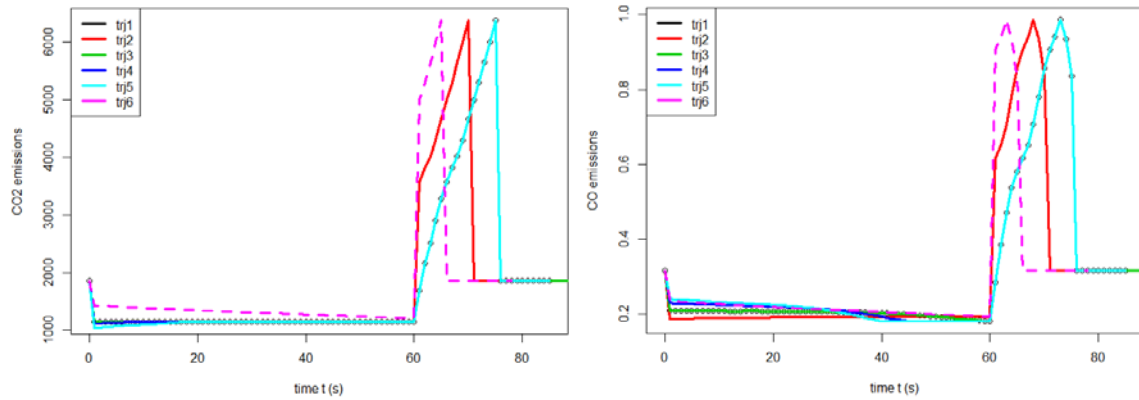 trj1
trj2
trj3
trj4
trj5
trj6
CO2 emissions
6000
5000
4000
3000
2000
1000
0
20
40
60
80
time t (s)
trj1
trj2
trj3
trj4
trj5
trj6
CO emissions
1.0
0.8
0.6
0.4
0.2
0
20
40
60
80
time t (s)